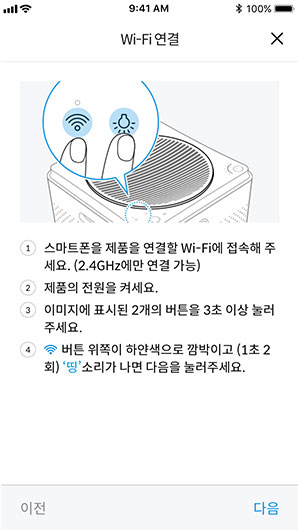 9:41 AM
100%
Wi-Fi 연결
1 스마트폰을 제품을 연결할 Wi-Fi에 접속해 주
세요. (2.4GHz에만 연결 가능)
2 제품의 전원을 켜세요.
3 이미지에 표시된 2개의 버튼을 3초 이상 눌러
주세요.
4 버튼 위쪽이 하얀색으로 깜박이고 (1초 2
회) ‘띵’소리가 나면 다음을 눌러주세요.
이전
다음